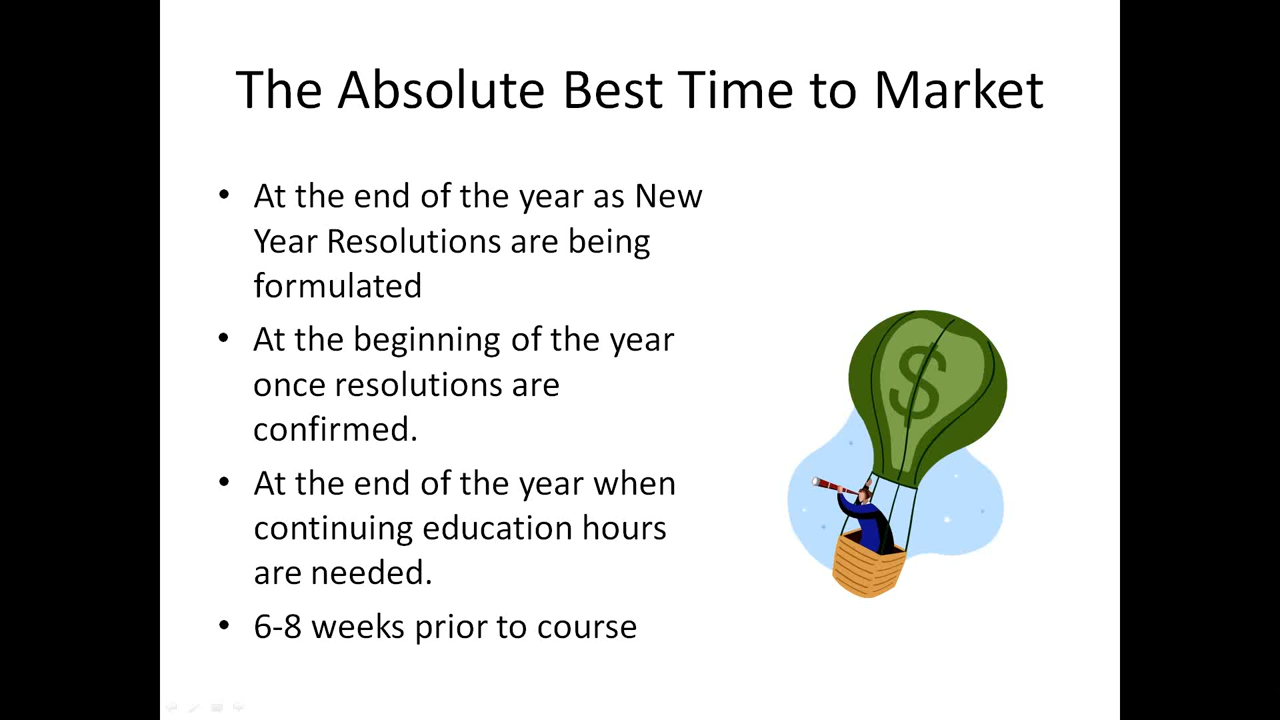 The Absolute Best Time to Market
• At the end of the year as New
Year Resolutions are being
formulated
• At the beginning of the year
once resolutions are
confirmed.
• At the end of the year when
continuing education hours
are needed.
• 6-8 weeks prior to course
$